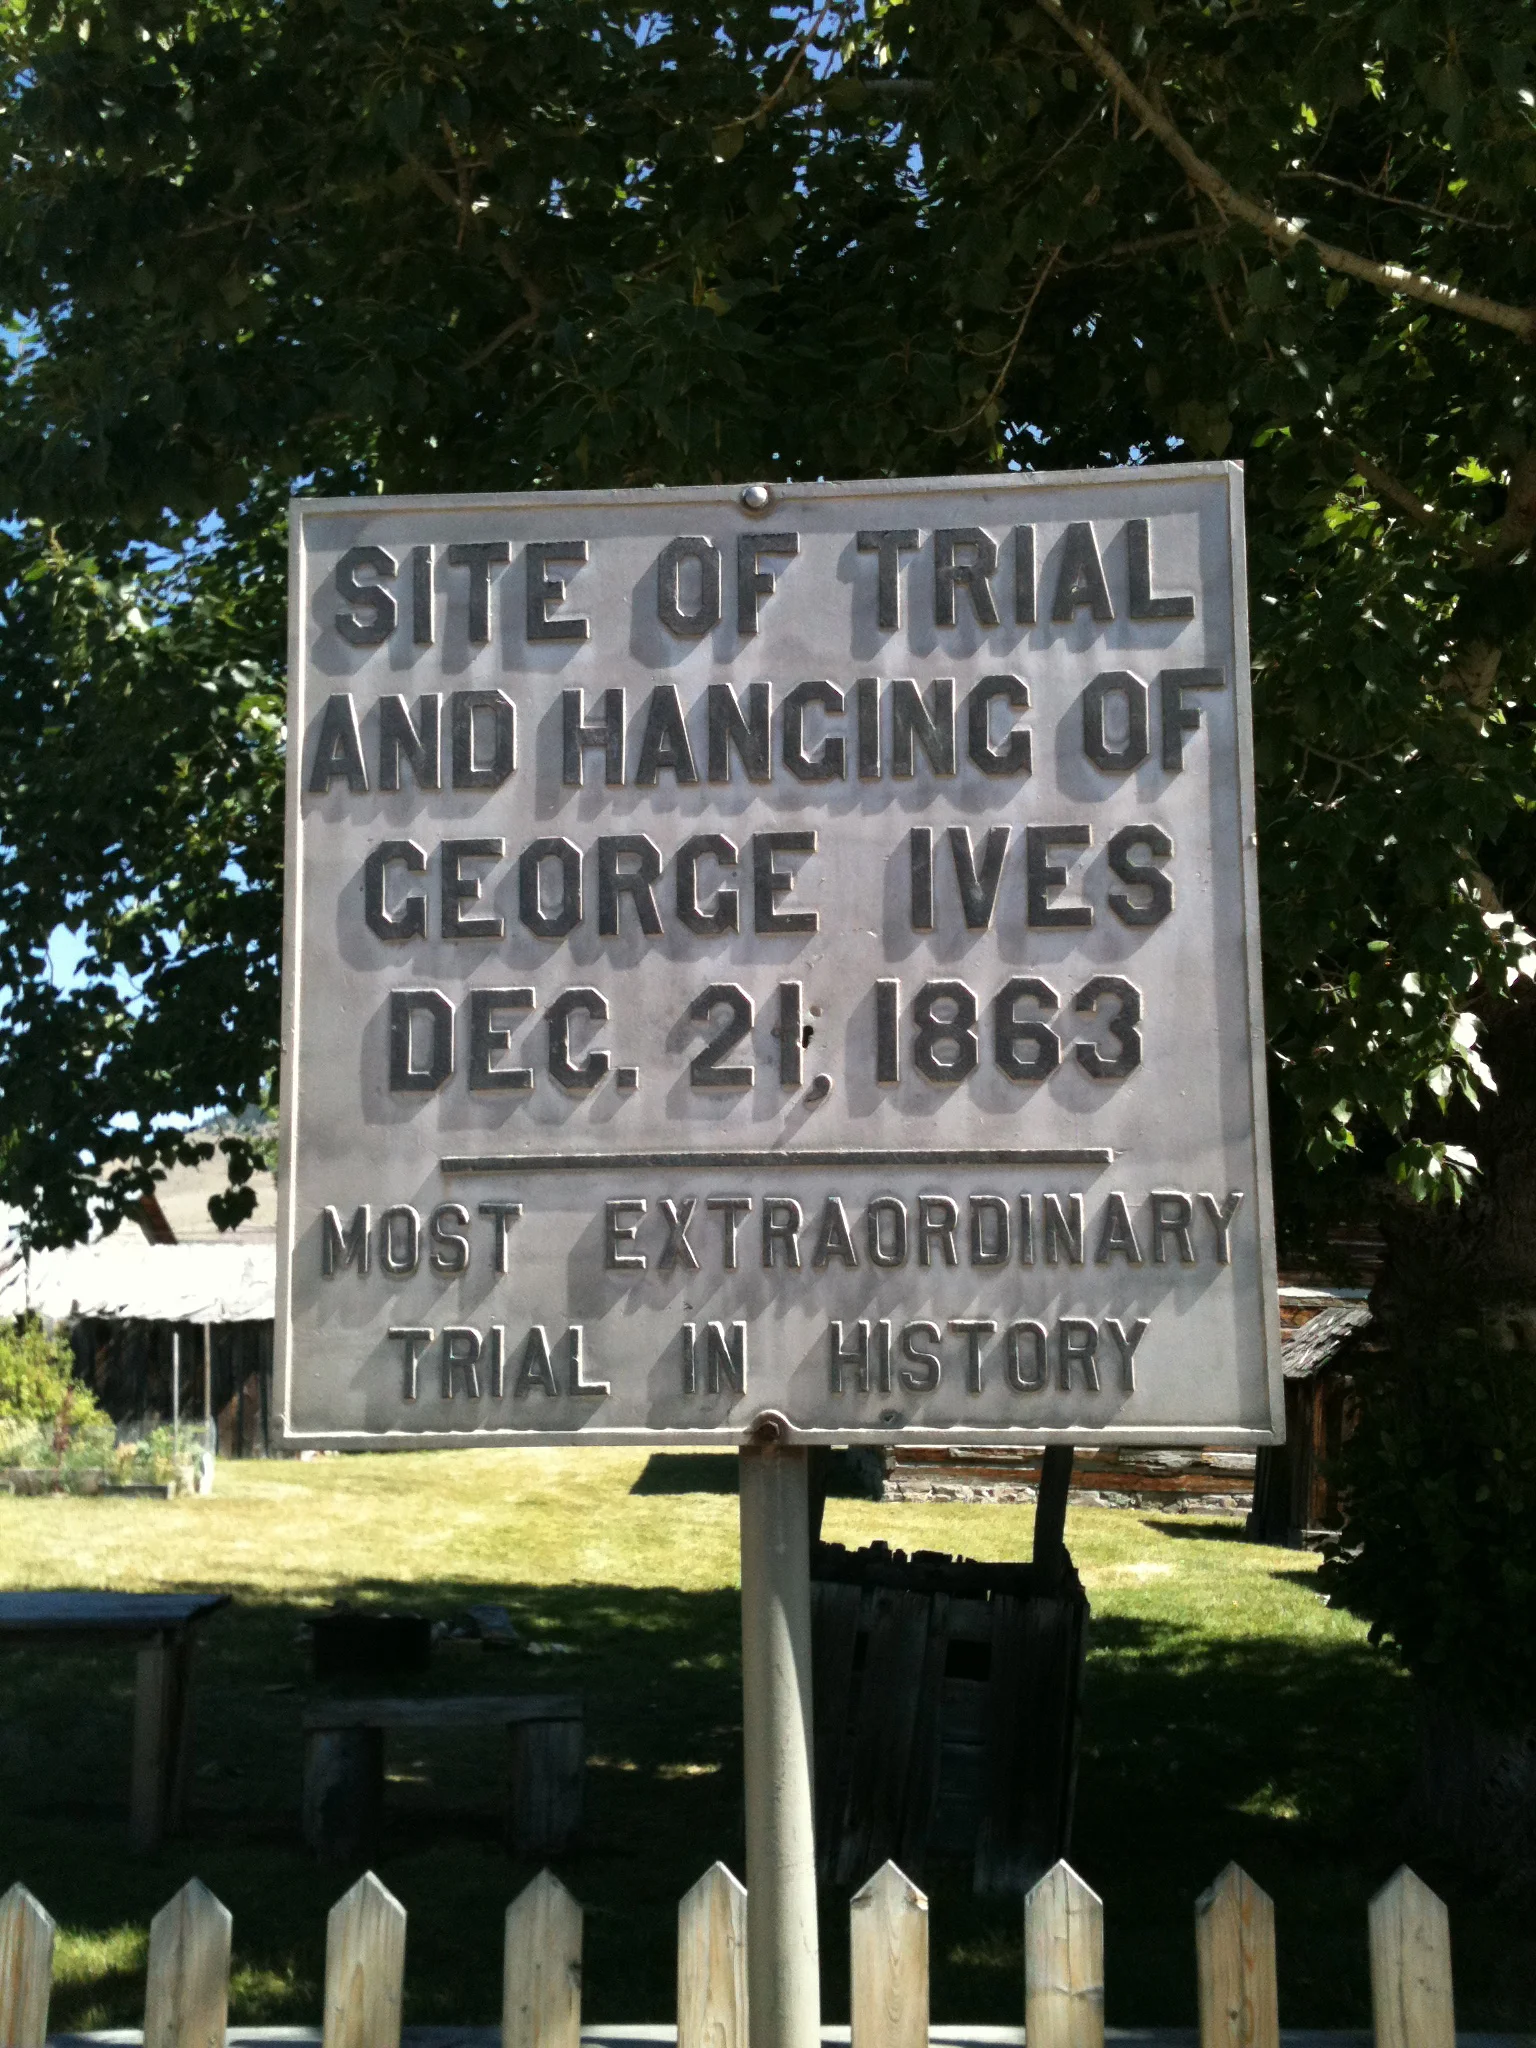 SITE OF TRIAL
AND HANGING OF
GEORGE IVES
DEC. 21, 1863
MOST EXTRAORDINARY
TRIAL IN HISTORY